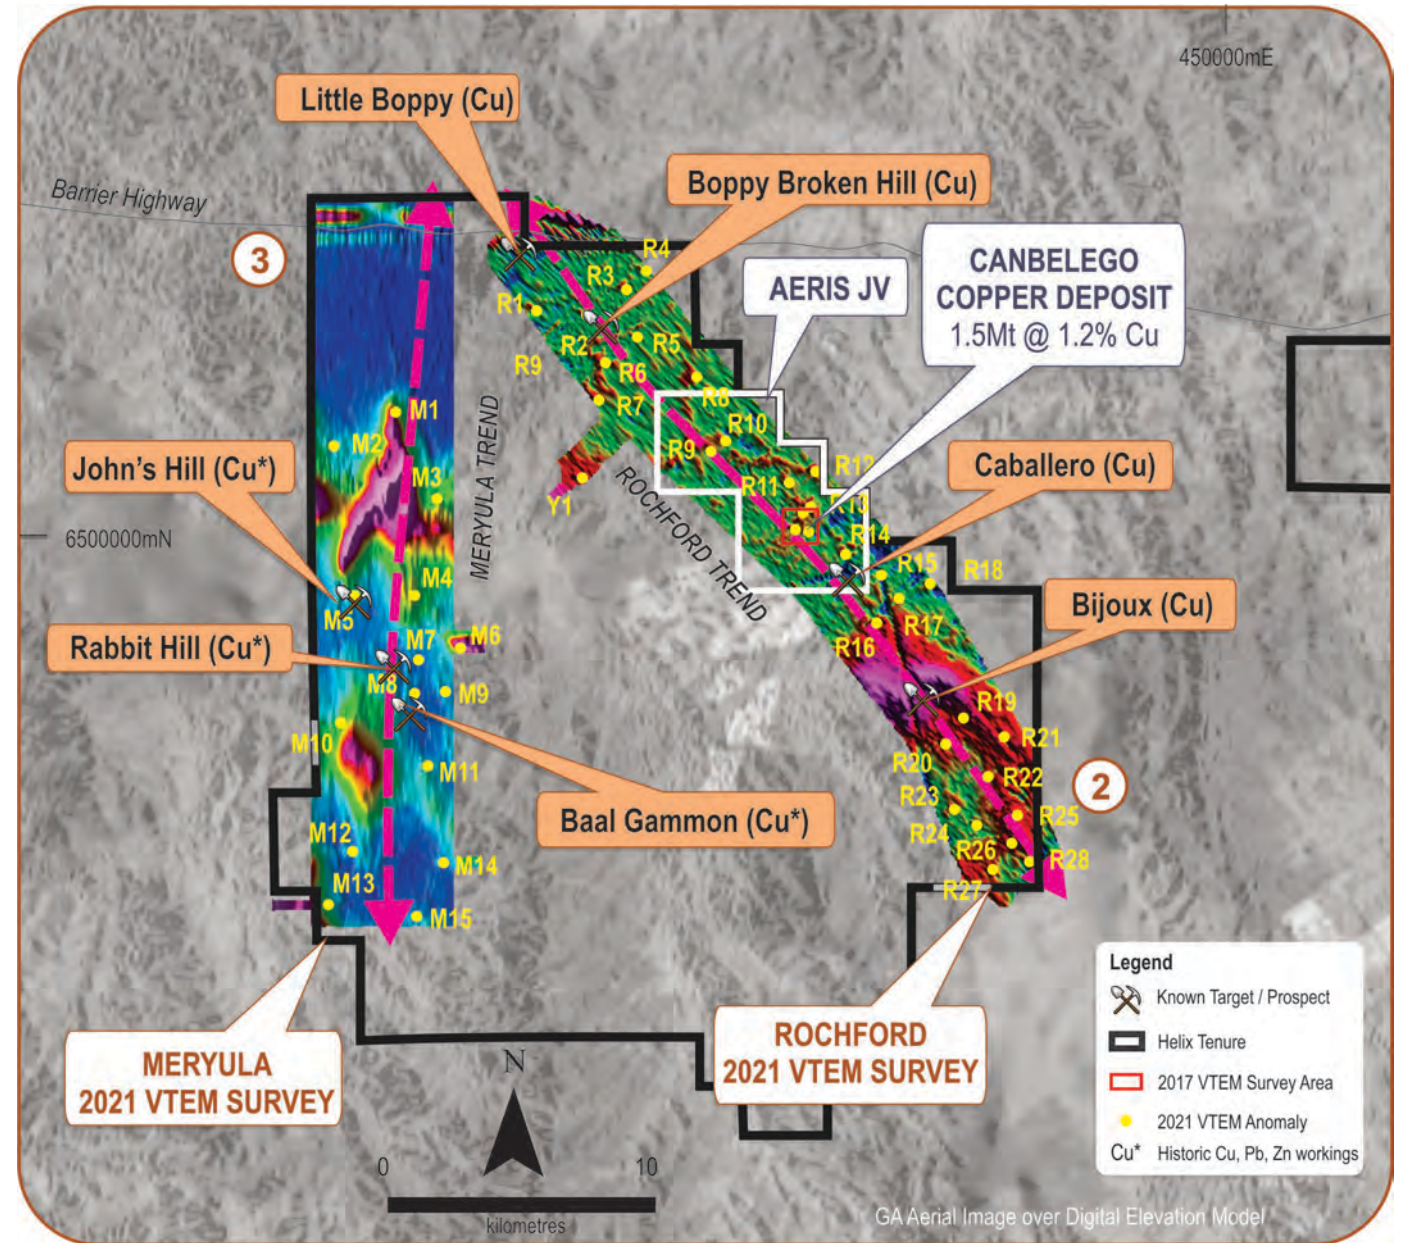 450000mE
Little Boppy (Cu)
Boppy Broken Hill (Cu)
Barrier Highway
3
AERIS JV
CANBELEGO
COPPER DEPOSIT
1.5Mt @ 1.2% Cu
R4
R3
R1
R2
R5
R9
R6
R8
R7
M1
M2
John's Hill (Cu*)
M3
MERYULA TREND
R10
R9
R12
R11
R13
Y1
ROCHFORD TREND
Caballero (Cu)
6500000mN
R14
R15
R18
M4
M5
Bijoux (Cu)
R17
R16
Rabbit Hill (Cu*)
M7
M6
M8
M9
R19
M10
R21
R20
M11
R22
2
Baal Gammon (Cu*)
R23
R25
R24
M12
R26
R28
M14
M13
R27
M15
MERYULA
2021 VTEM SURVEY
ROCHFORD
2021 VTEM SURVEY
N
0 10
kilometres
Legend
Known Target / Prospect
Helix Tenure
2017 VTEM Survey Area
2021 VTEM Anomaly
Cu* Historic Cu, Pb, Zn workings
GA Aerial Image over Digital Elevation Model